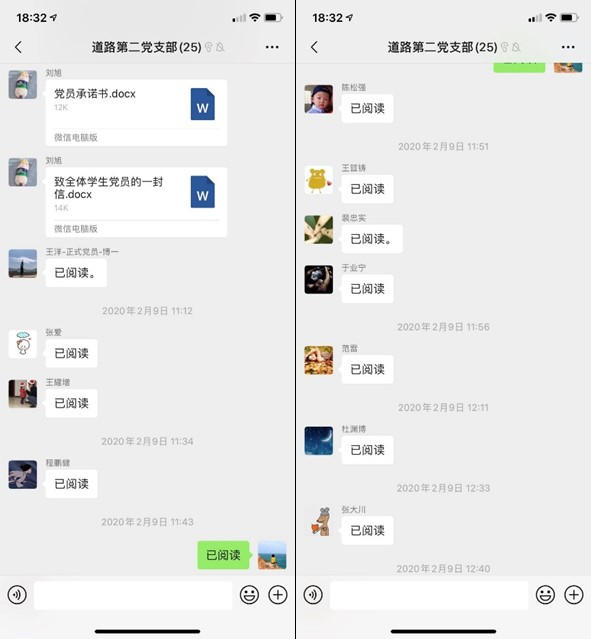 18:32
道路第二党支部(25)
刘旭
党员承诺书.docx
12K
W
微信电脑版
刘旭
致全体学生党员的一封
信.docx
14K
W
微信电脑版
王洋-正式党员-博一
已阅读。
2020年2月9日 11:12
张爱
已阅读
王耀增
已阅读
2020年2月9日 11:34
程鹏健
已阅读
2020年2月9日 11:43
已阅读
18:32
道路第二党支部(25)
陈松强
已阅读
2020年2月9日 11:51
已阅读
裴忠实
已阅读。
于业宁
已阅读
2020年2月9日 11:56
范雷
已阅读
2020年2月9日 12:11
杜渊博
已阅读
2020年2月9日 12:33
张大川
已阅读
2020年2月9日 12:40